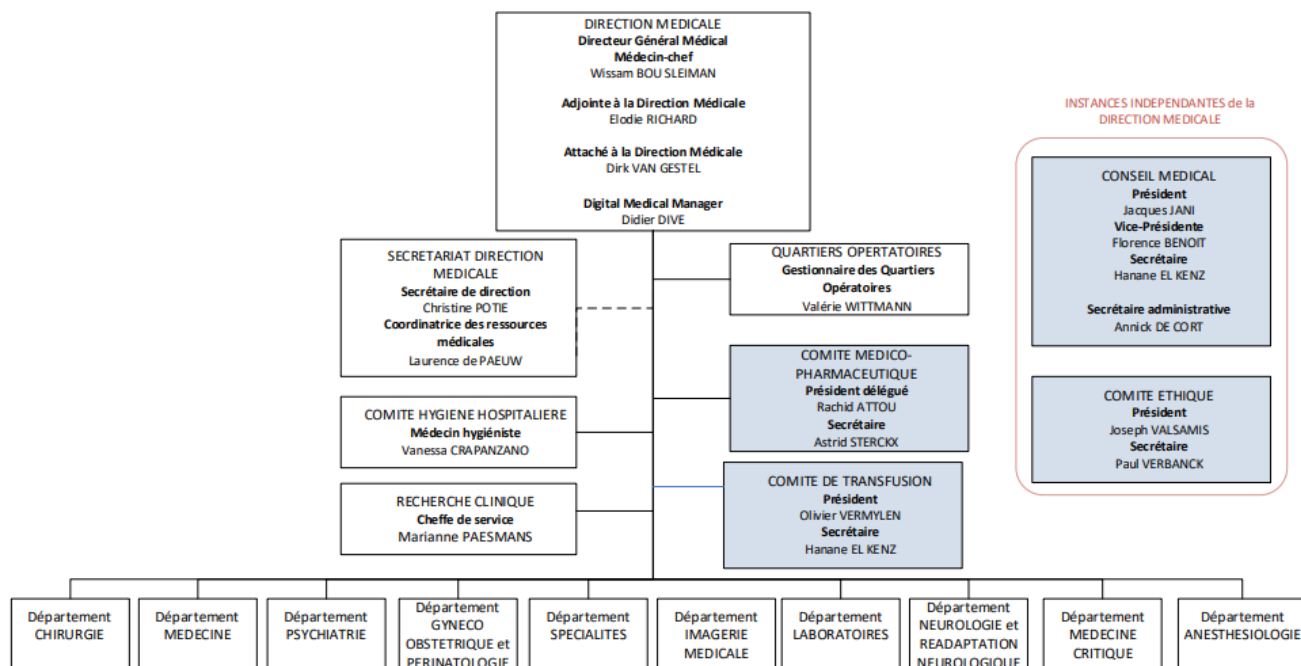 DIRECTION MEDICALE
Directeur Général Médical
Médecin-chef
Wissam BOU SLEIMAN
Adjointe à la Direction Médicale
Elodie RICHARD
Attaché à la Direction Médicale
Dirk VAN GESTEL
Digital Medical Manager
Didier DIVE
INSTANCES INDEPENDANTES de la
DIRECTION MEDICALE
CONSEIL MEDICAL
Président
Jacques JANI
Vice-Présidente
Florence BENOIT
Secrétaire
Hanane EL KENZ
Secrétaire administrative
Annick DE CORT
COMITE ETHIQUE
Président
Joseph VALSAMIS
Secrétaire
Paul VERBANCK
SECRETARIAT DIRECTION
MEDICALE
Secrétaire de direction
Christine POTIE
Coordinatrice des ressources
médicales
Laurence de PAEUW
QUARTIERS OPERTATOIRES
Gestionnaire des Quartiers
Opératoires
Valérie WITTMANN
COMITE MEDICO-
PHARMACEUTIQUE
Président délégué
Rachid ATTOU
Secrétaire
Astrid STERCKX
COMITE HYGIENE HOSPITALIERE
Médecin hygiéniste
Vanessa CRAPANZANO
COMITE DE TRANSFUSION
Président
Olivier VERMYLEN
Secrétaire
Hanane EL KENZ
RECHERCHE CLINIQUE
Cheffe de service
Marianne PAESMANS
Département
CHIRURGIE
Département
MEDECINE
Département
PSYCHIATRIE
Département
GYNECO
OBSTETRIQUE et
PERINATOLOGIE
Département
SPECIALITES
Département
IMAGERIE
MEDICALE
Département
LABORATOIRES
Département
NEUROLOGIE et
READAPTATION
NEUROLOGIQUE
Département
MEDECINE
CRITIQUE
Département
ANESTHESIOLOGIE